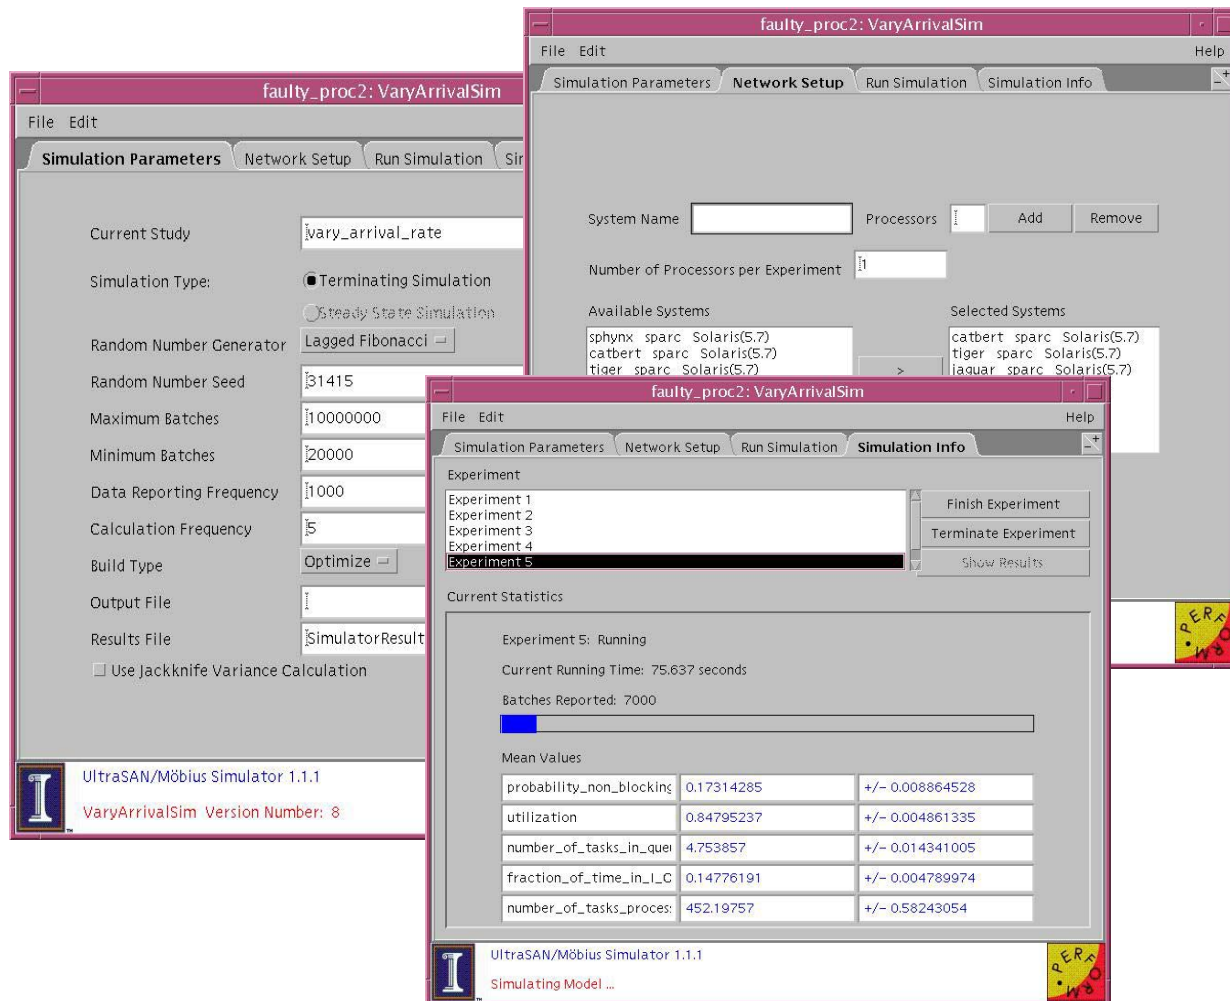 faulty_proc2: VaryArrivalSim
File Edit
Simulation Parameters Network Setup Run Simulation
Current Study vary_arrival_rate
Simulation Type: Terminating Simulation
Steady State Simulation
Random Number Generator Lagged Fibonacci
Random Number Seed 31415
Maximum Batches 10000000
Minimum Batches 20000
Data Reporting Frequency 1000
Calculation Frequency 5
Build Type Optimize
Output File
Results File SimulatorResult
Use Jackknife Variance Calculation
UltraSAN/Möbius Simulator 1.1.1
VaryArrivalSim Version Number: 8
faulty_proc2: VaryArrivalSim
File Edit Help
Simulation Parameters Network Setup Run Simulation Simulation Info
System Name Processors Add Remove
Number of Processors per Experiment 1
Available Systems Selected Systems
sphynx sparc Solaris(5.7) catbert sparc Solaris(5.7)
catbert sparc Solaris(5.7) tiger sparc Solaris(5.7)
tiger sparc Solaris(5.7) > jaguar sparc Solaris(5.7)
PERFORM
faulty_proc2: VaryArrivalSim
File Edit Help
Simulation Parameters Network Setup Run Simulation Simulation Info
Experiment
Experiment 1
Experiment 2
Experiment 3
Experiment 4
Experiment 5
Finish Experiment
Terminate Experiment
Show Results
Current Statistics
Experiment 5: Running
Current Running Time: 75.637 seconds
Batches Reported: 7000
Mean Values
probability_non_blocking 0.17314285 +/- 0.008864528
utilization 0.84795237 +/- 0.004861335
number_of_tasks_in_que 4.753857 +/- 0.014341005
fraction_of_time_in_I_C 0.14776191 +/- 0.004789974
number_of_tasks_proces 452.19757 +/- 0.58243054
UltraSAN/Möbius Simulator 1.1.1
Simulating Model ...
PERFORM